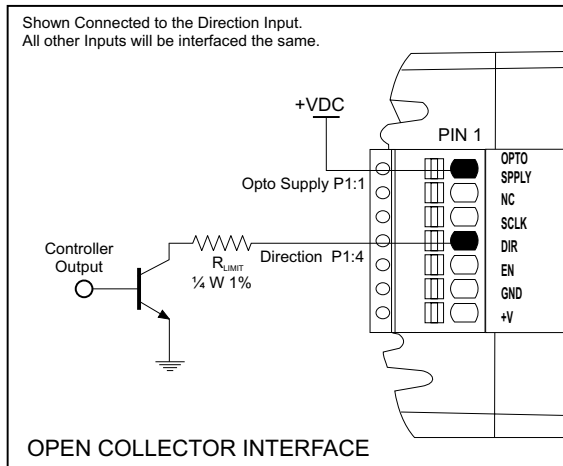 Shown Connected to the Direction Input.
All other Inputs will be interfaced the same.
+VDC
PIN 1
Opto Supply P1:1
OPTO
SPPLY
NC
SCLK
DIR
EN
GND
+V
Controller
Output
RLIMIT
¼ W 1%
Direction P1:4
OPEN COLLECTOR INTERFACE